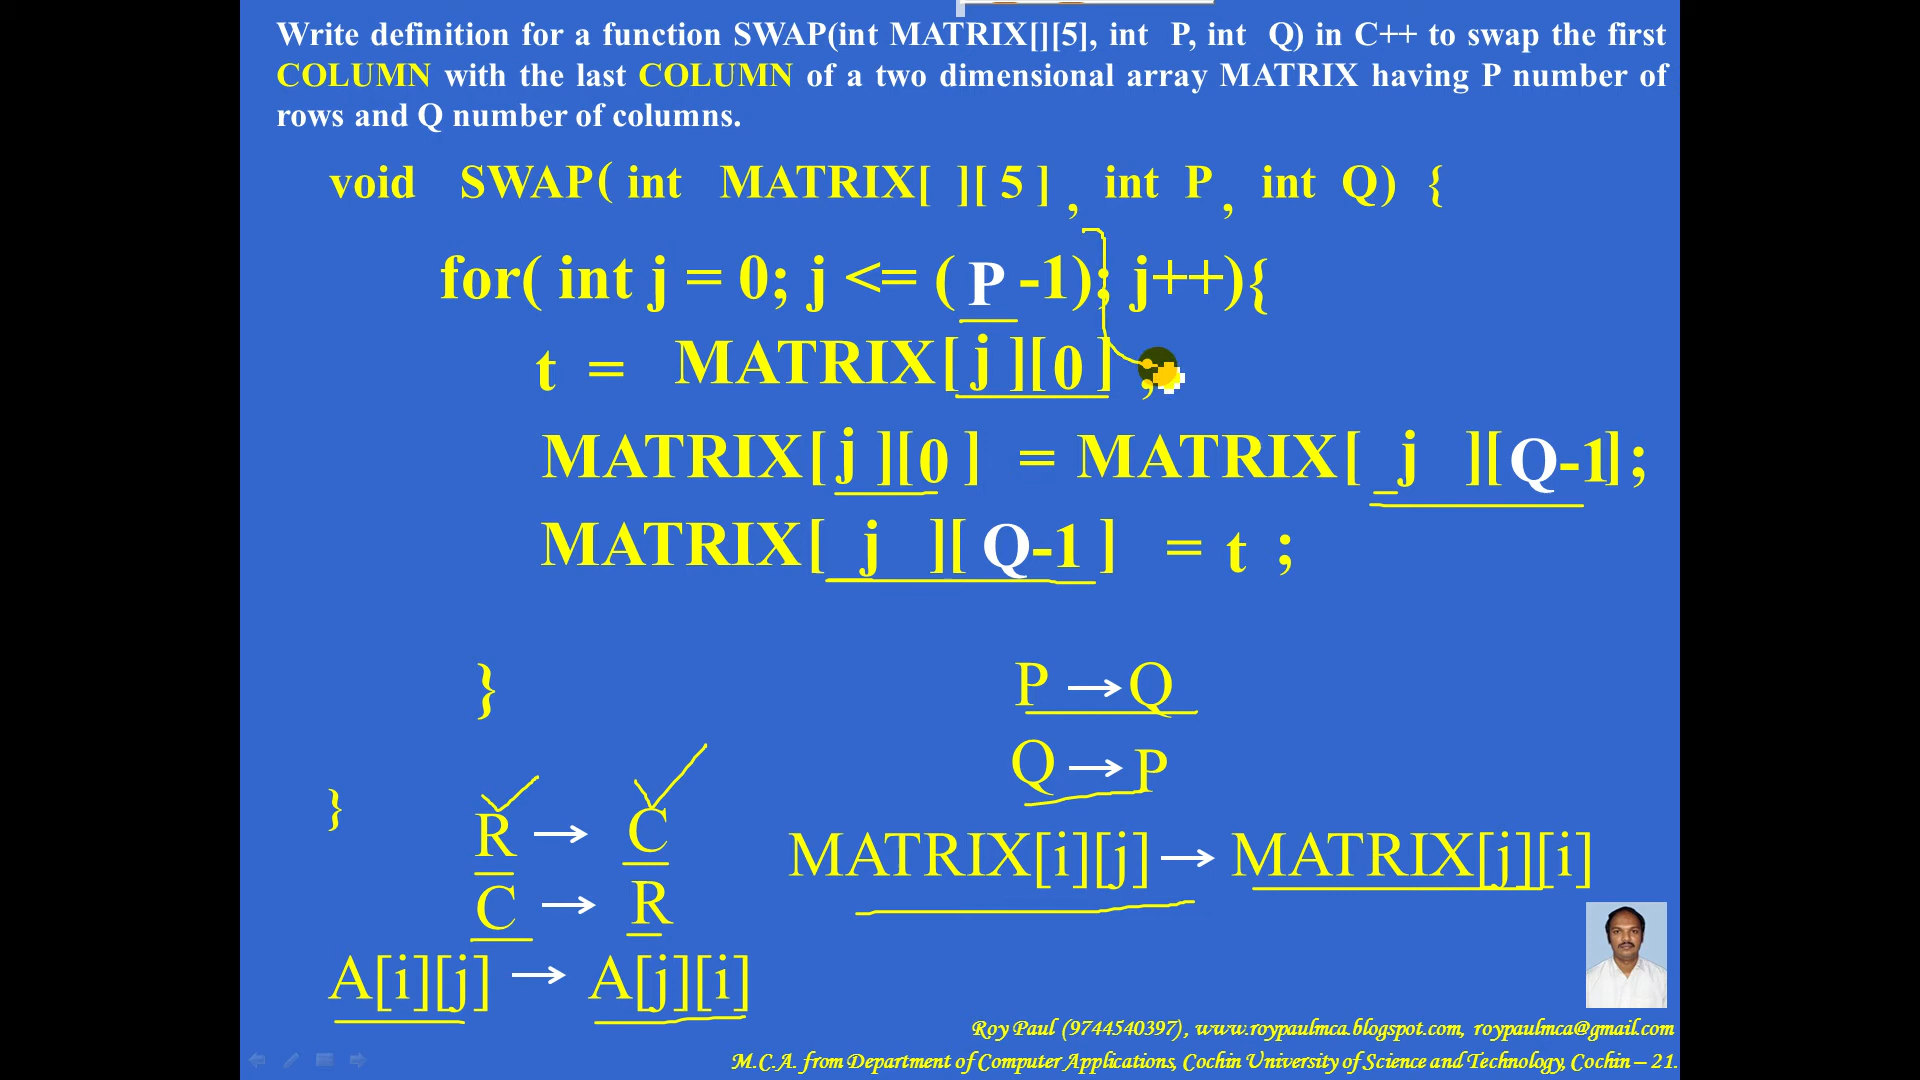 Write definition for a function SWAP(int MATRIX[][5], int P, int Q) in C++ to swap the first
COLUMN with the last COLUMN of a two dimensional array MATRIX having P number of
rows and Q number of columns.
void SWAP( int MATRIX[ ][ 5 ] , int P , int Q) {
for( int j = 0; j <= ( P -1); j++){
t = MATRIX[ j ][ 0 ] ;
MATRIX[ j ][ 0 ] = MATRIX[ j ][ Q-1];
MATRIX[ j ][ Q-1 ] = t ;
}
}
P → Q
Q → P
R → C
C → R
MATRIX[i][j] → MATRIX[j][i]
A[i][j] → A[j][i]
Roy Paul (9744540397), www.roypaulmca.blogspot.com, roypaulmca@gmail.com
M.C.A. from Department of Computer Applications, Cochin University of Science and Technology, Cochin – 21.